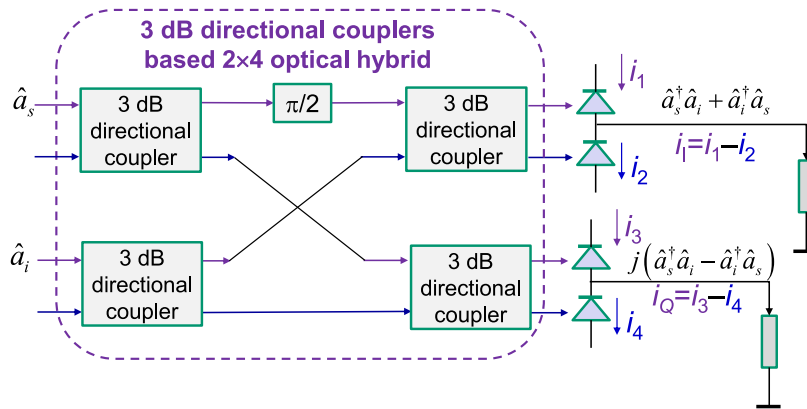 3 dB directional couplers
based 2×4 optical hybrid
â_s
3 dB
directional
coupler
π/2
3 dB
directional
coupler
i_1
â_s†â_i + â_i†â_s
i_I=i_1–i_2
i_2
â_i
3 dB
directional
coupler
3 dB
directional
coupler
i_3
j(â_s†â_i − â_i†â_s)
i_Q=i_3–i_4
i_4